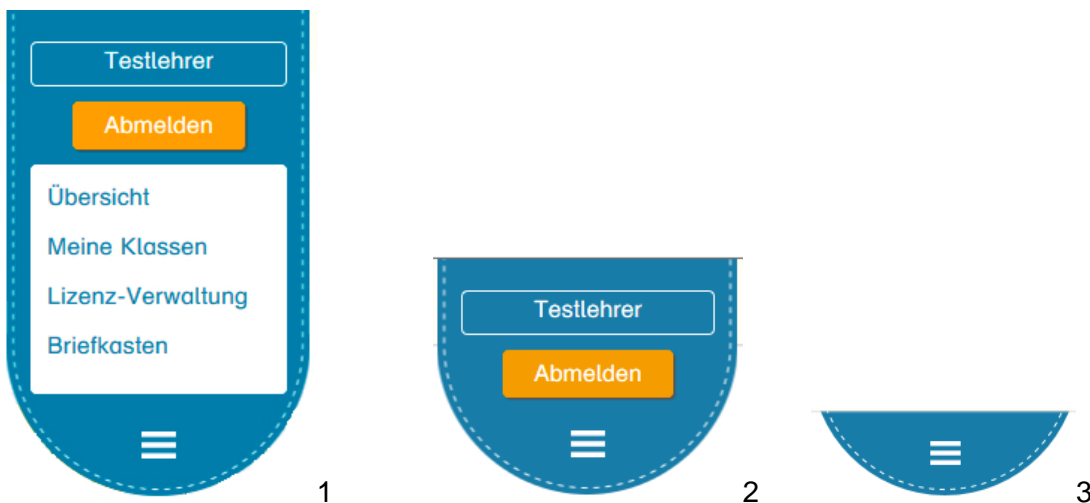 Testlehrer
Abmelden
Übersicht
Meine Klassen
Lizenz-Verwaltung
Briefkasten
1
Testlehrer
Abmelden
2
3